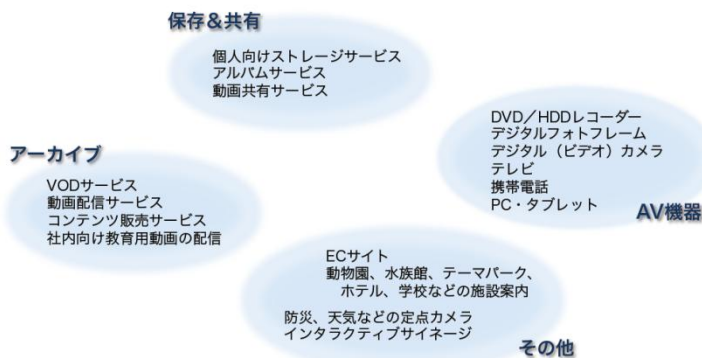 保存＆共有
個人向けストレージサービス
アルバムサービス
動画共有サービス
DVD／HDDレコーダー
デジタルフォトフレーム
デジタル（ビデオ）カメラ
テレビ
携帯電話
PC・タブレット
AV機器
アーカイブ
VODサービス
動画配信サービス
コンテンツ販売サービス
社内向け教育用動画の配信
ECサイト
動物園、水族館、テーマパーク、
ホテル、学校などの施設案内
防災、天気などの定点カメラ
インタラクティブサイネージ
その他